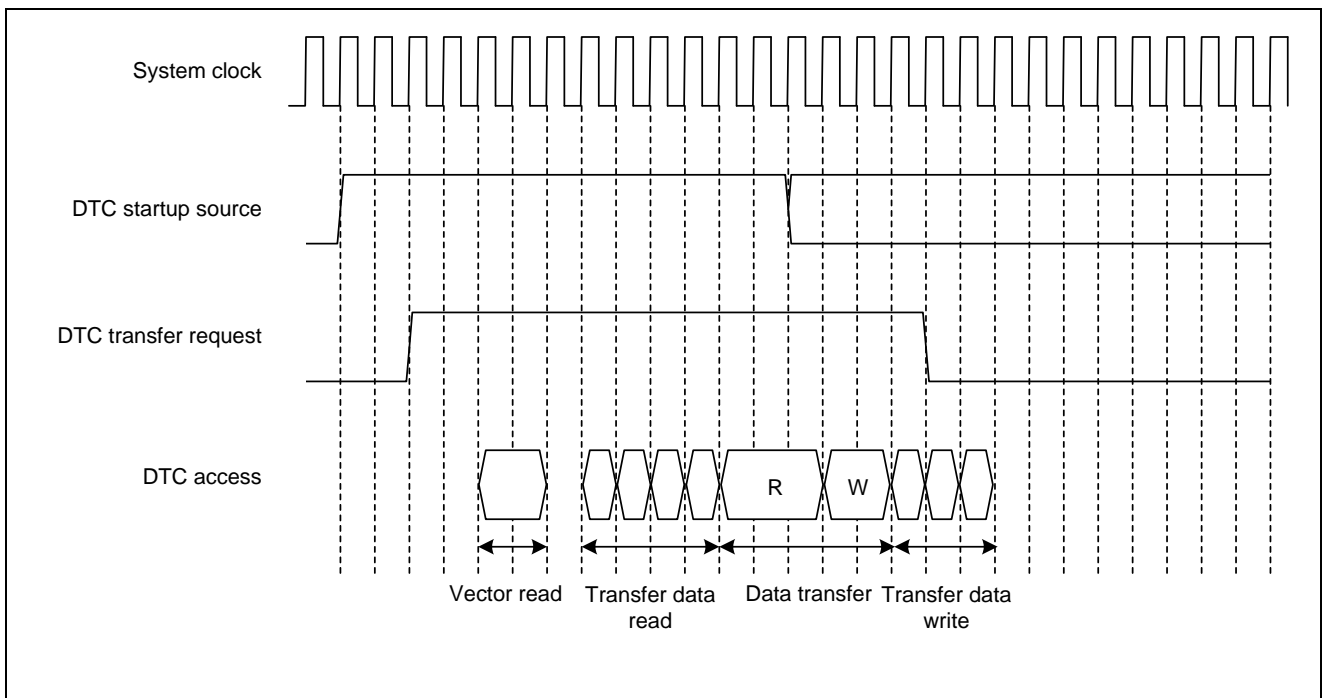 System clock
DTC startup source
DTC transfer request
DTC access
R
W
Vector read
Transfer data
read
Data transfer
Transfer data
write